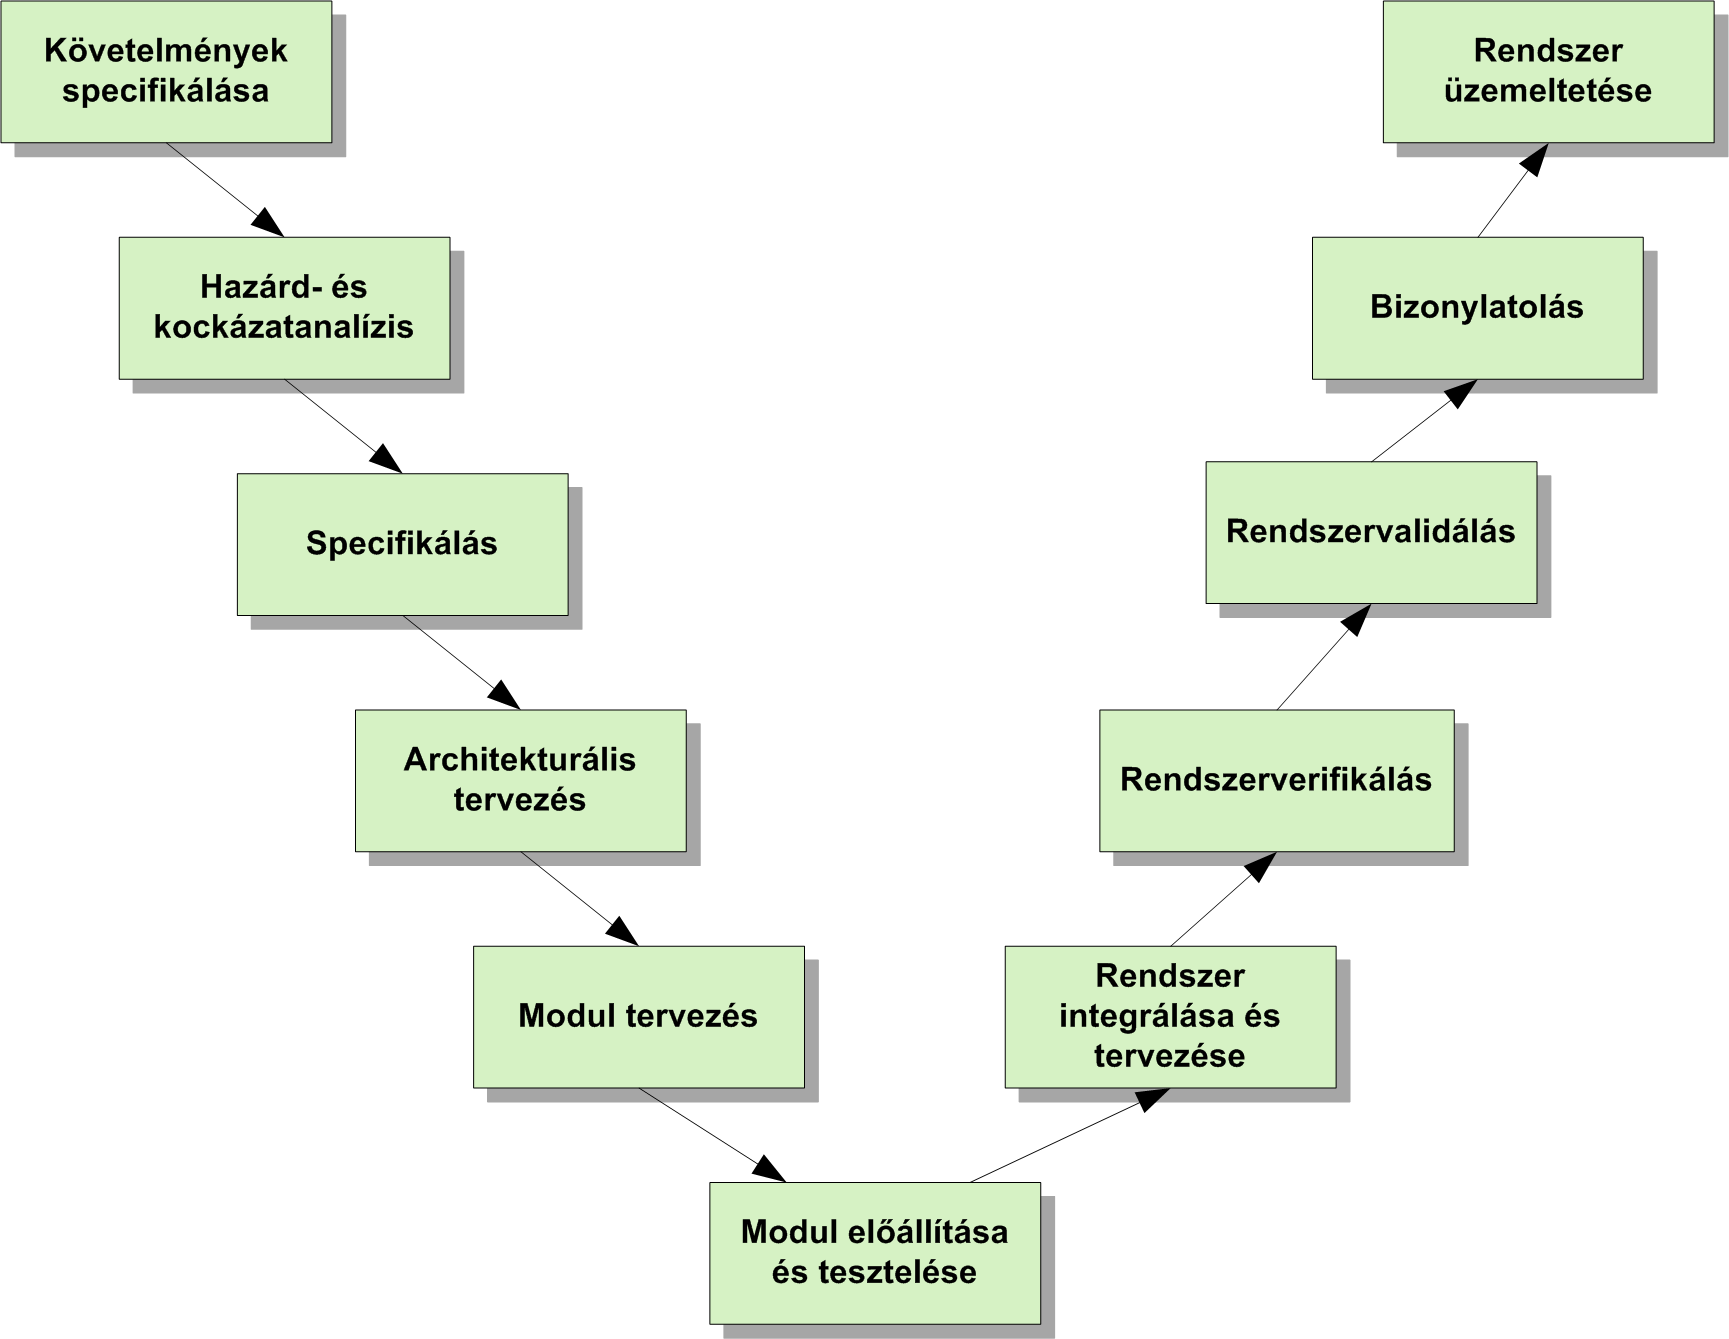 Követelmények
specifikálása
Hazárd- és
kockázatanalízis
Specifikálás
Architekturális
tervezés
Modul tervezés
Modul előállítása
és tesztelése
Rendszer
integrálása és
tervezése
Rendszerverifikálás
Rendszervalidálás
Bizonylatolás
Rendszer
üzemeltetése